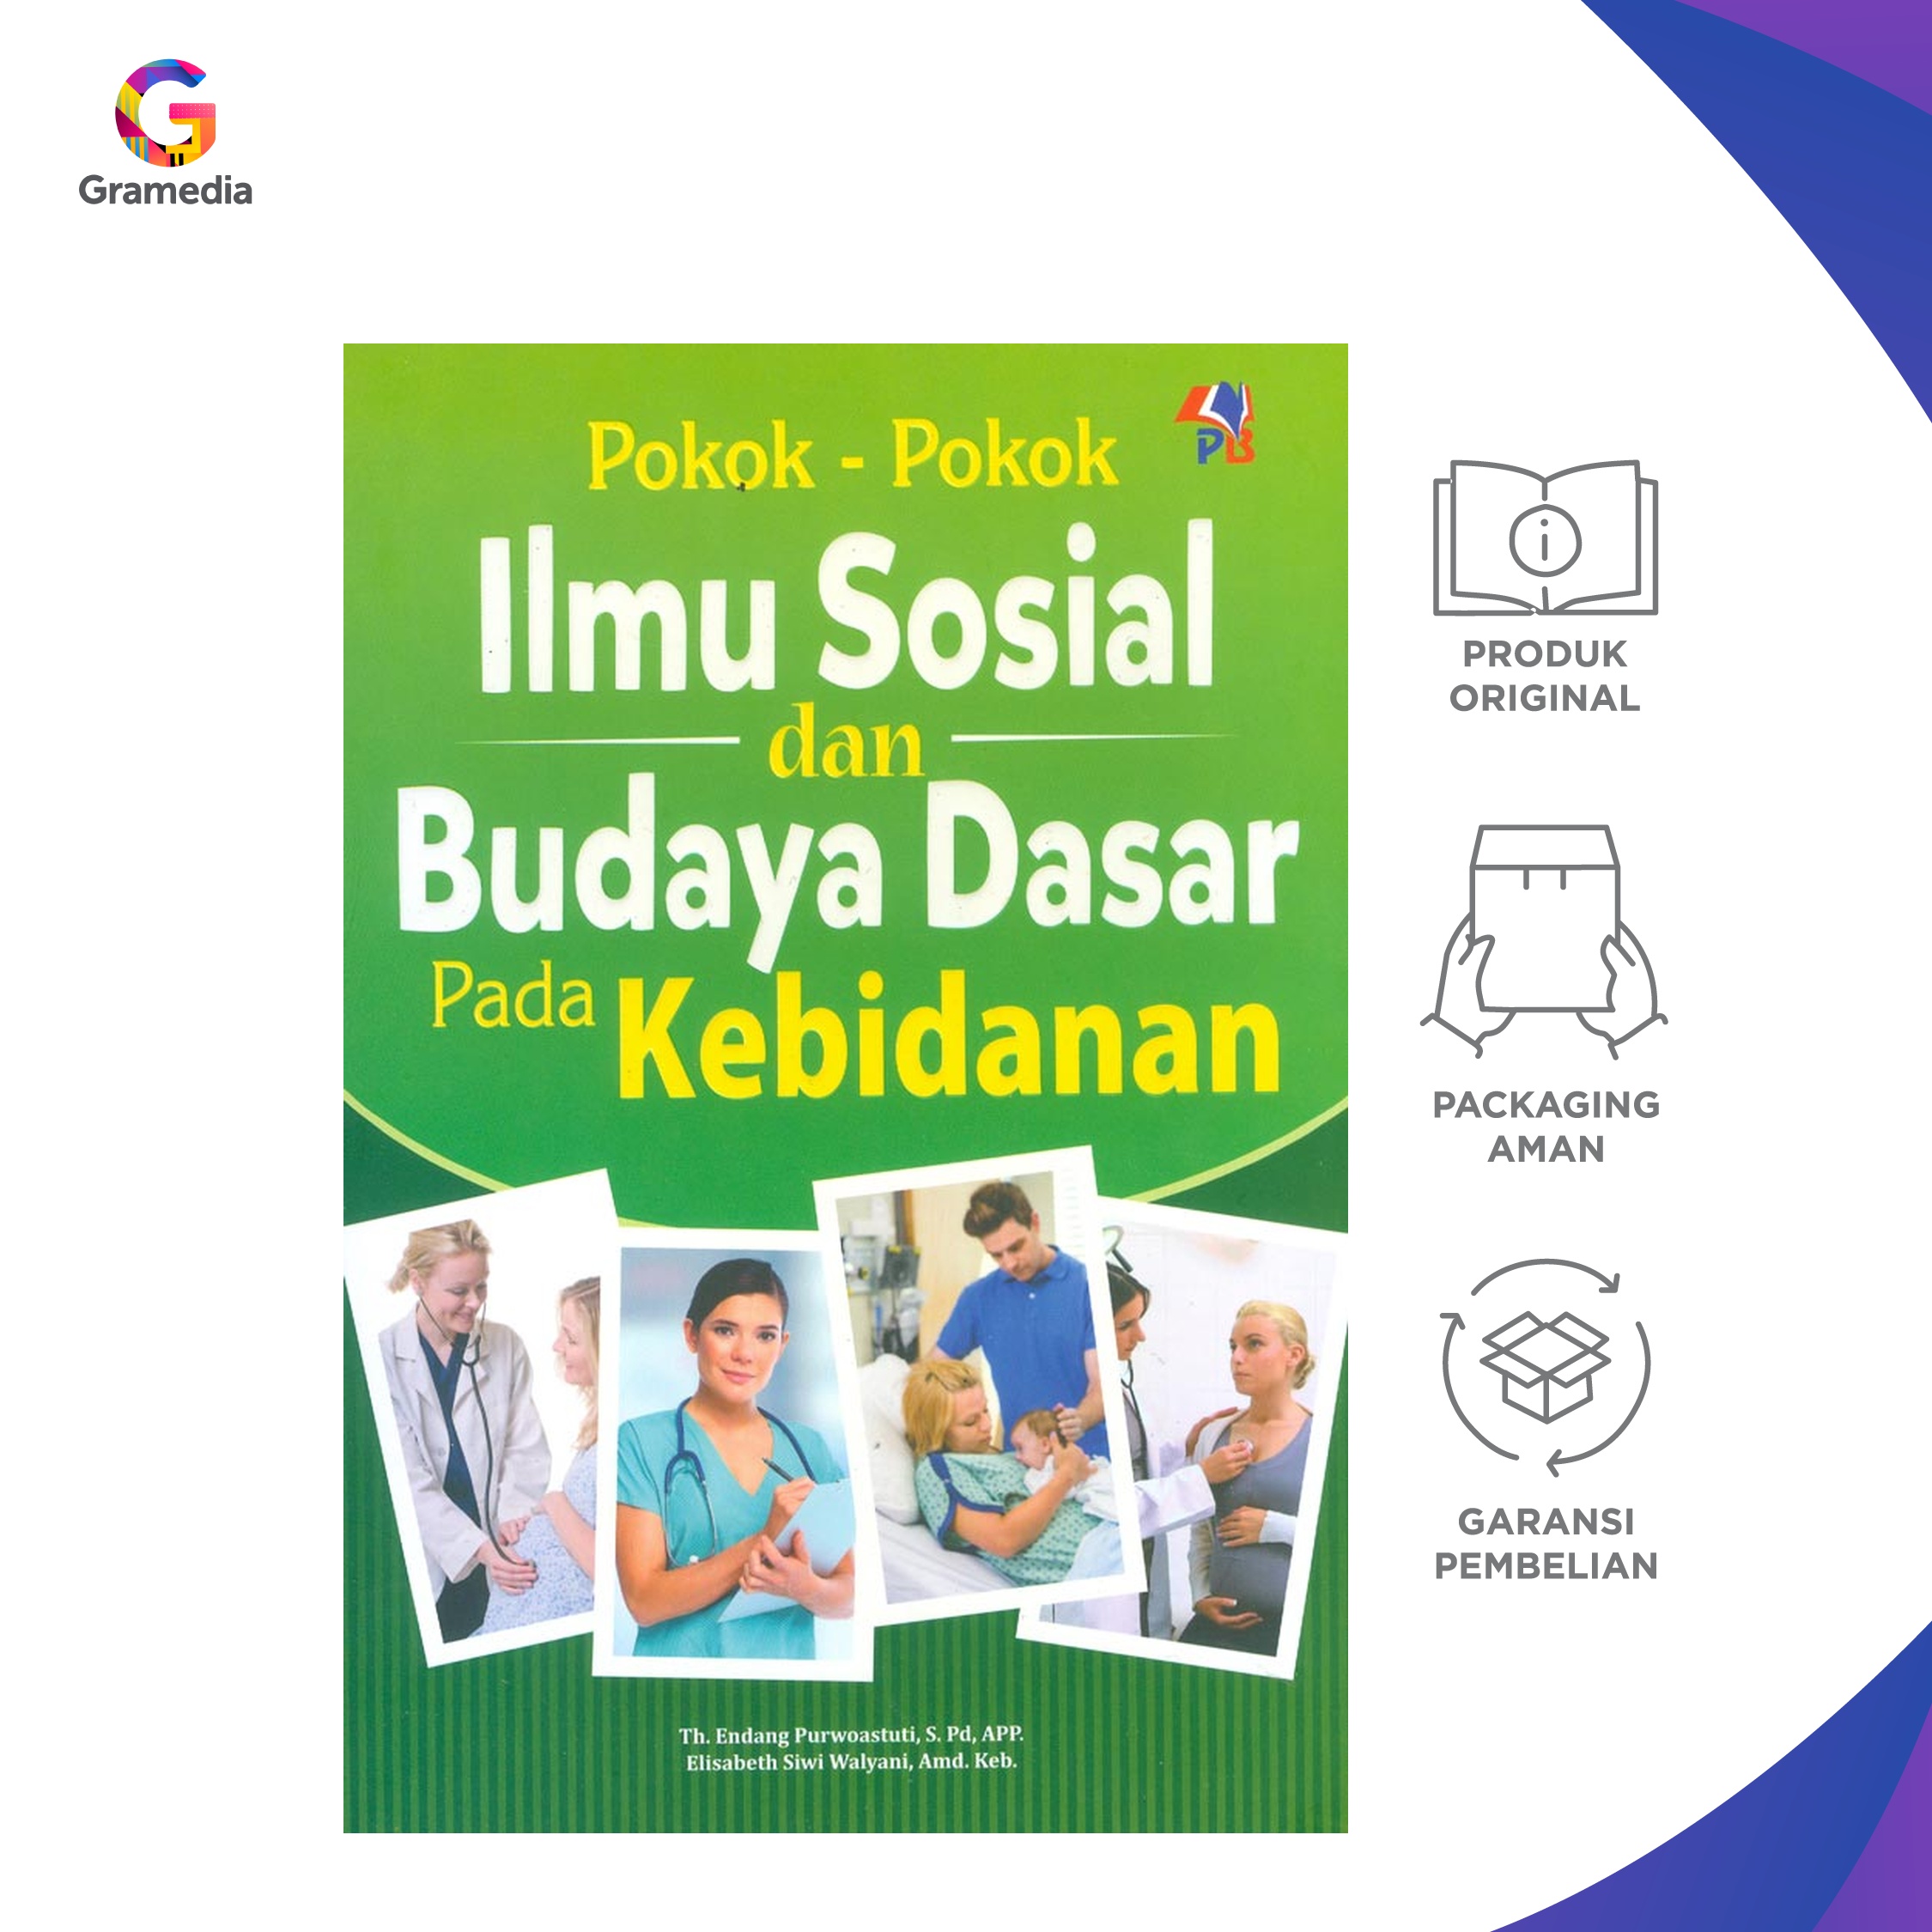 Gramedia
Pokok - Pokok
PB
Ilmu Sosial
dan
Budaya Dasar
Pada Kebidanan
Th. Endang Purwoastuti, S. Pd, APP.
Elisabeth Siwi Walyani, Amd. Keb.
PRODUK
ORIGINAL
PACKAGING
AMAN
GARANSI
PEMBELIAN